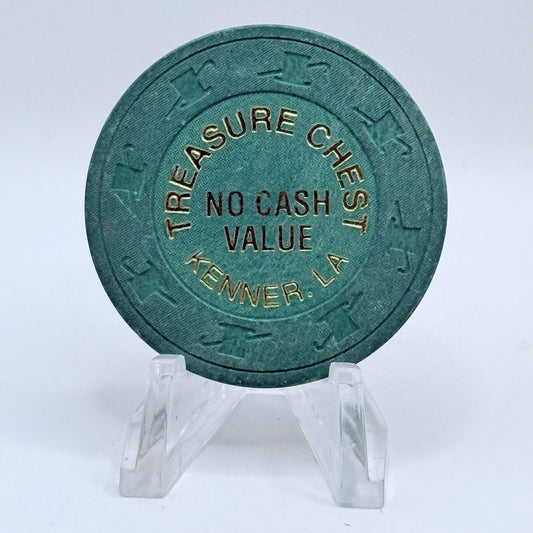 TREASURE CHEST
NO CASH
VALUE
KENNER, LA